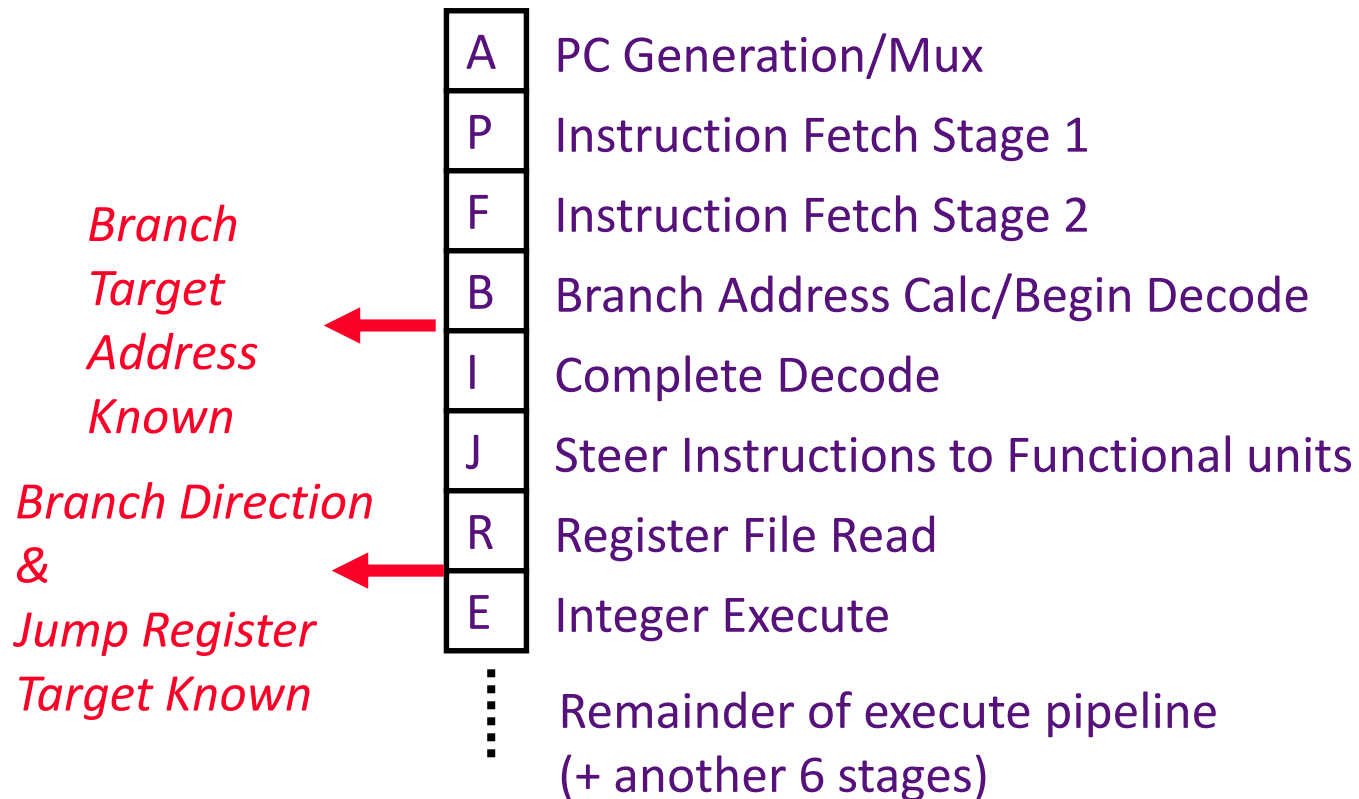 A PC Generation/Mux
P Instruction Fetch Stage 1
F Instruction Fetch Stage 2
B Branch Address Calc/Begin Decode
I Complete Decode
J Steer Instructions to Functional units
R Register File Read
E Integer Execute
Remainder of execute pipeline
(+ another 6 stages)
Branch
Target
Address
Known
Branch Direction
&
Jump Register
Target Known